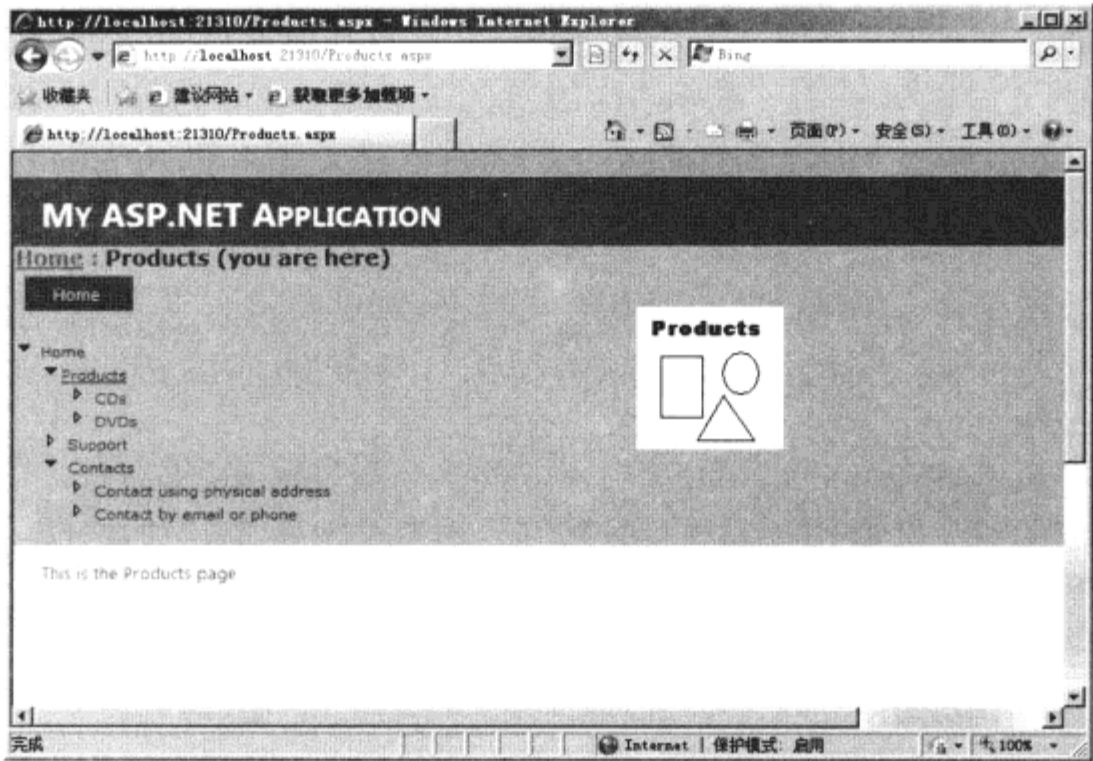 http://localhost:21310/Products.aspx - Windows Internet Explorer
http://localhost:21310/Products.aspx
Bing
收藏夹 建议网站 获取更多加载项
http://localhost:21310/Products.aspx
页面(P) 安全(S) 工具(O)
MY ASP.NET APPLICATION
Home : Products (you are here)
Home
Products
Home
Products
CDs
DVDs
Support
Contacts
Contact using physical address
Contact by email or phone
This is the Products page
完成
Internet | 保护模式: 启用
100%